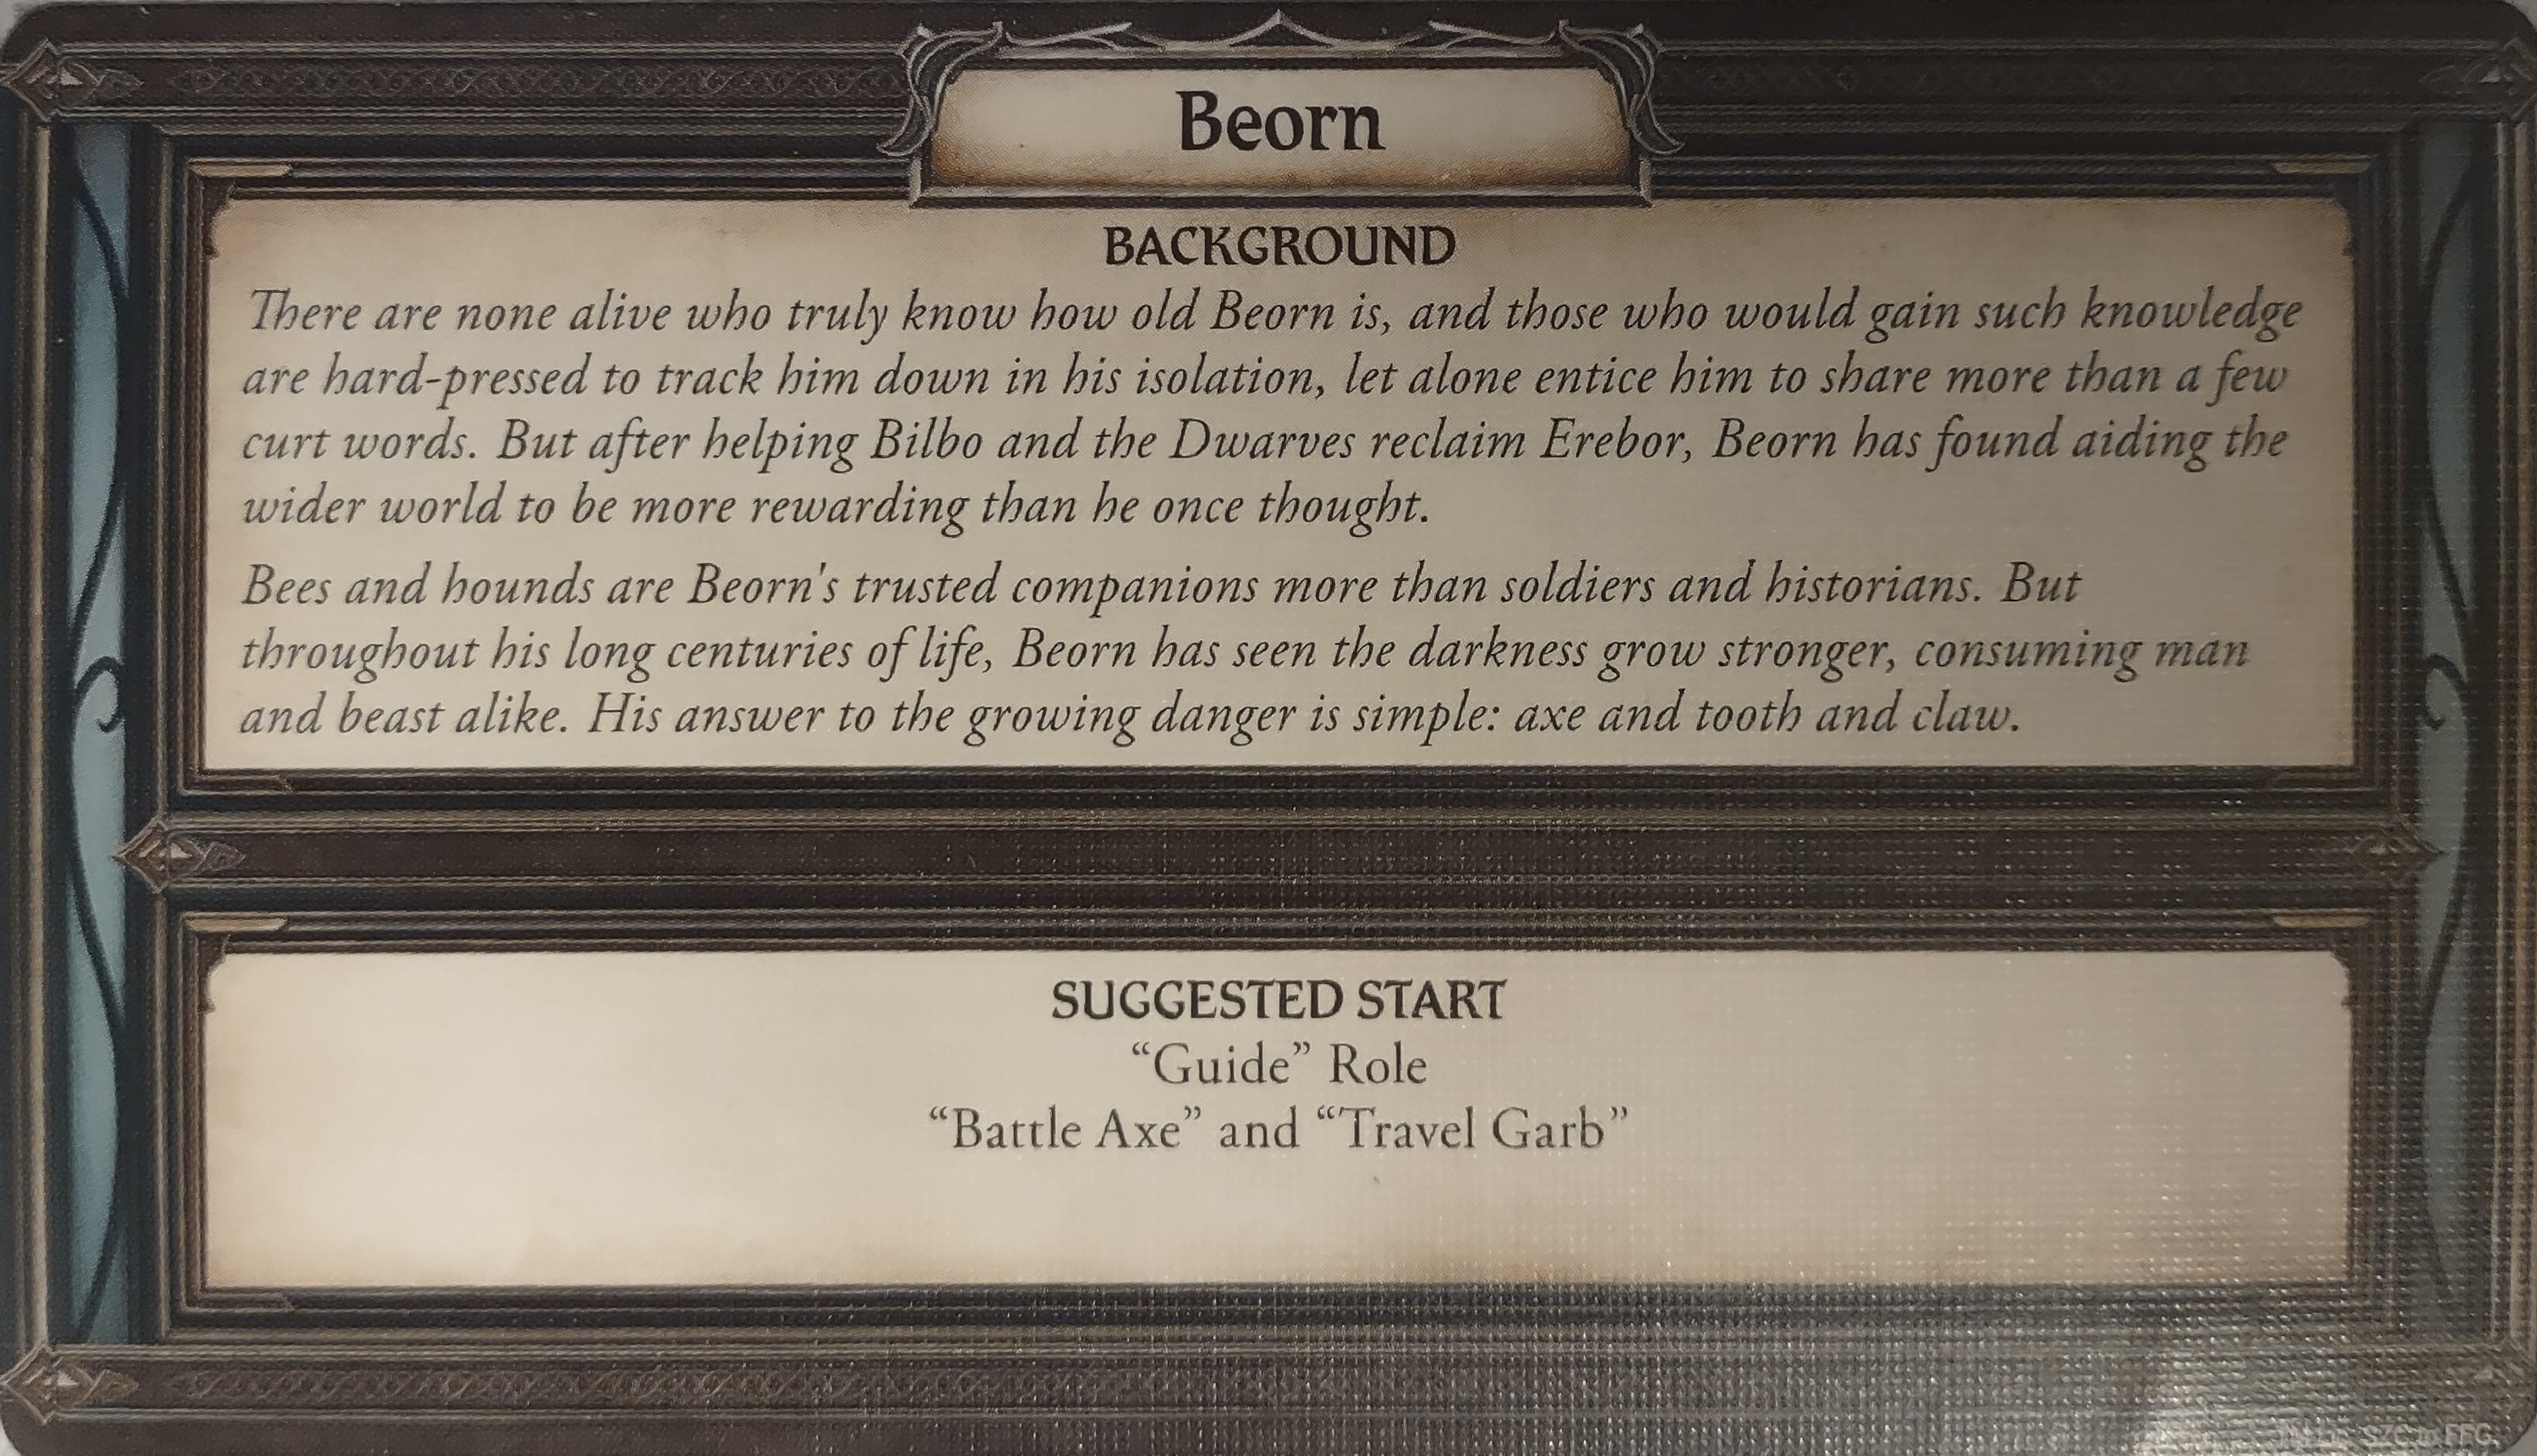 Beorn
BACKGROUND
There are none alive who truly know how old Beorn is, and those who would gain such knowledge
are hard-pressed to track him down in his isolation, let alone entice him to share more than a few
curt words. But after helping Bilbo and the Dwarves reclaim Erebor, Beorn has found aiding the
wider world to be more rewarding than he once thought.
Bees and hounds are Beorn's trusted companions more than soldiers and historians. But
throughout his long centuries of life, Beorn has seen the darkness grow stronger, consuming man
and beast alike. His answer to the growing danger is simple: axe and tooth and claw.
SUGGESTED START
“Guide” Role
“Battle Axe” and “Travel Garb”
FFG.